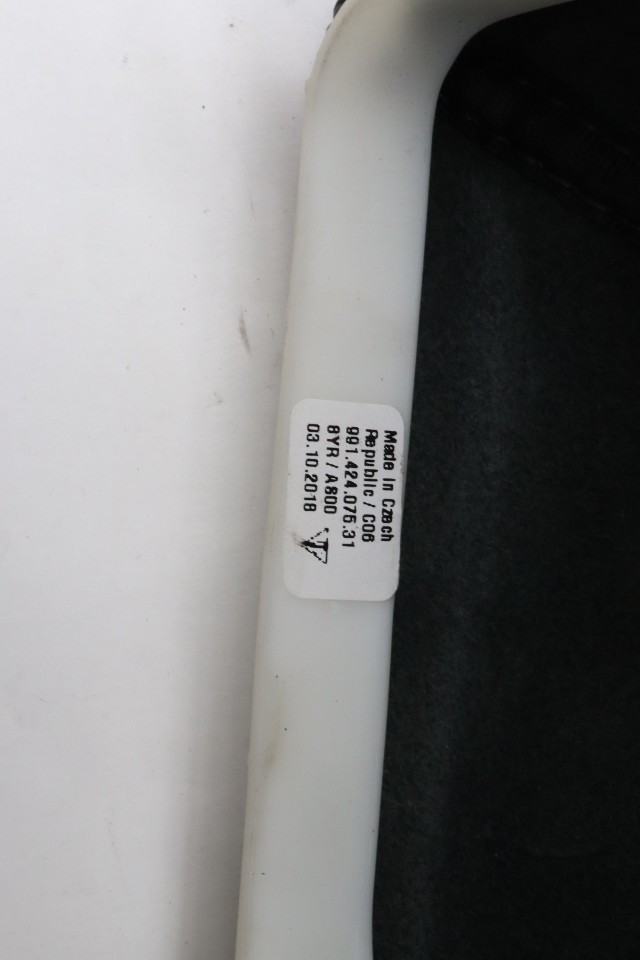 Made in Czech
Republic / C06
991.424.075.31
8YR / A800
03.10.2018